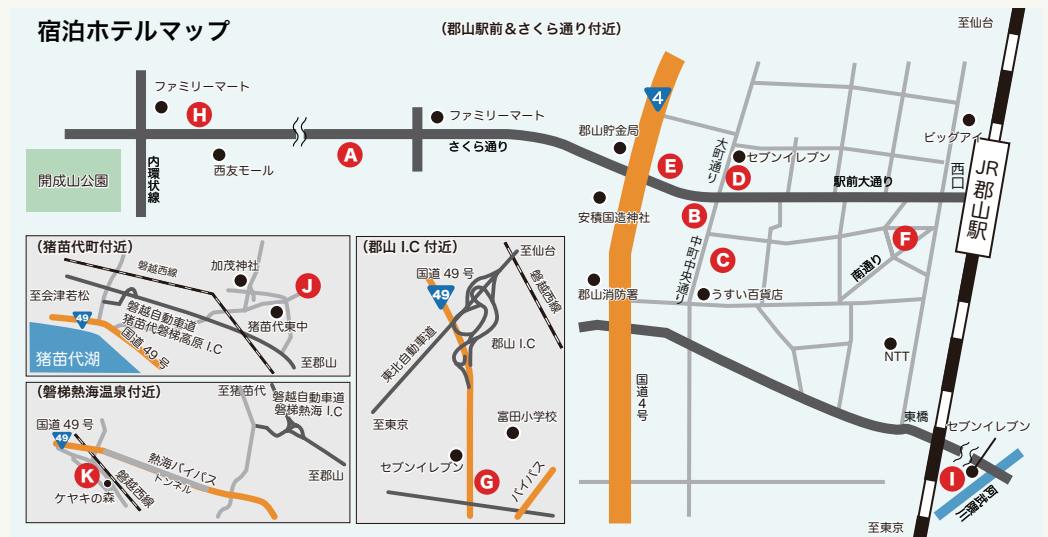 宿泊ホテルマップ
(郡山駅前&さくら通り付近)
至仙台
ファミリーマート
H
ファミリーマート
さくら通り
A
西友モール
内環状線
開成山公園
4
郡山貯金局
E
大町通り
セブンイレブン
D
ビッグアイ
駅前大通り
西口
JR郡山駅
安積国造神社
B
中町中央通り
C
F
南通り
郡山消防署
うすい百貨店
NTT
国道4号
東橋
セブンイレブン
I
阿武隈川
至東京
(猪苗代町付近)
磐越西線
加茂神社
J
至会津若松
磐越自動車道
猪苗代磐梯高原 I.C
猪苗代東中
49
国道 49 号
猪苗代湖
至郡山
(磐梯熱海温泉付近)
至猪苗代
磐越自動車道
磐梯熱海 I.C
国道 49 号
49
熱海バイパス
トンネル
K
磐越西線
ケヤキの森
至郡山
(郡山 I.C 付近)
至仙台
国道 49 号
49
磐越西線
東北自動車道
郡山 I.C
至東京
富田小学校
セブンイレブン
G
バイパス